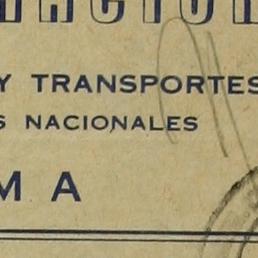 Y TRANSPORTES
S NACIONALES
M A